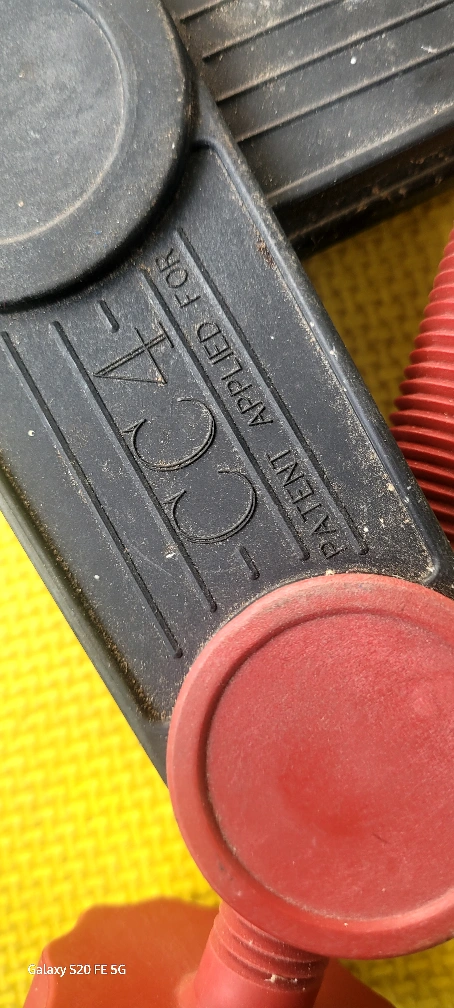 -CC4-
PATENT APPLIED FOR
Galaxy S20 FE 5G